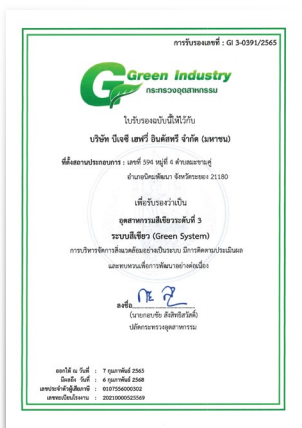 การรับรองเลขที่ : GI 3-0391/2565
Green Industry
กระทรวงอุตสาหกรรม
ใบรับรองฉบับนี้ให้ไว้กับ
บริษัท บีเจซี เฮฟวี่ อินดัสทรี จำกัด (มหาชน)
ที่ตั้งสถานประกอบการ : เลขที่ 594 หมู่ที่ 4 ตำบลมะขามคู่
อำเภอนิคมพัฒนา จังหวัดระยอง 21180
เพื่อรับรองว่าเป็น
อุตสาหกรรมสีเขียวระดับที่ 3
ระบบสีเขียว (Green System)
การบริหารจัดการสิ่งแวดล้อมอย่างเป็นระบบ มีการติดตามประเมินผล
และทบทวนเพื่อการพัฒนาอย่างต่อเนื่อง
ลงชื่อ
(นายกอบชัย สังสิทธิสวัสดิ์)
ปลัดกระทรวงอุตสาหกรรม
ออกให้ ณ วันที่ : 7 กุมภาพันธ์ 2565
มีผลถึง วันที่ : 6 กุมภาพันธ์ 2568
เลขประจำตัวผู้เสียภาษี : 0107556000302
เลขทะเบียนโรงงาน : 20210000525569